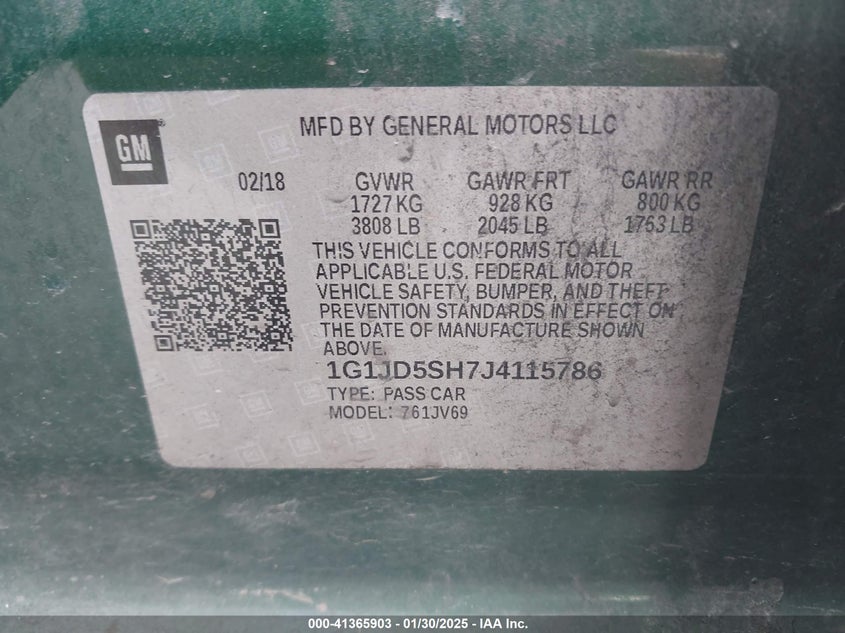 GM
MFD BY GENERAL MOTORS LLC
02/18 GVWR GAWR FRT GAWR RR
1727 KG 928 KG 800 KG
3808 LB 2045 LB 1763 LB
THIS VEHICLE CONFORMS TO ALL
APPLICABLE U.S. FEDERAL MOTOR
VEHICLE SAFETY, BUMPER, AND THEFT
PREVENTION STANDARDS IN EFFECT ON
THE DATE OF MANUFACTURE SHOWN
ABOVE.
1G1JD5SH7J4115786
TYPE: PASS CAR
MODEL: 761JV69
000-41365903 - 01/30/2025 - IAA Inc.